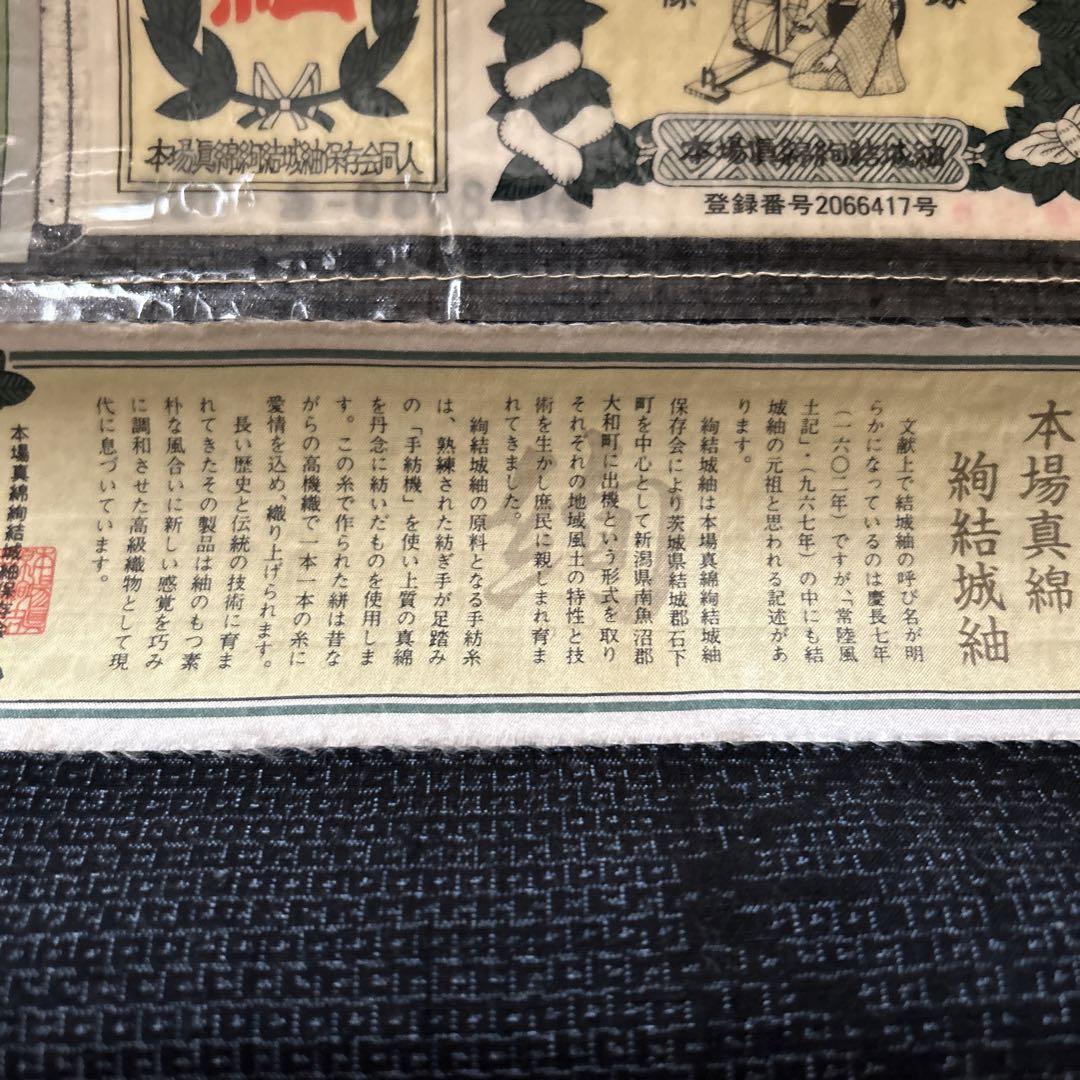 本場眞綿絢結城紬保存会同人
本場眞綿絢結城紬
登録番号2066417号
本場真綿
絢結城紬
文献上で結城紬の呼び名が明
らかになっているのは慶長七年
（一六〇二年）ですが、「常陸風
土記」・（九六七年）の中にも結
城紬の元祖と思われる記述があ
ります。
絢結城紬は本場真綿絢結城紬
保存会により茨城県結城郡石下
町を中心として新潟県南魚沼郡
大和町に出機という形式を取り
それぞれの地域風土の特性と技
術を生かし庶民に親しまれ育ま
れてきました。
絢結城紬の原料となる手紡糸
は、熟練された紡ぎ手が足踏み
の「手紡機」を使い上質の真綿
を丹念に紡いだものを使用しま
す。この糸で作られた絣は昔な
がらの高機織で一本一本の糸に
愛情を込め、織り上げられます。
長い歴史と伝統の技術に育ま
れてきたその製品は紬のもつ素
朴な風合いに新しい感覚を巧み
に調和させた高級織物として現
代に息づいています。
本場真綿絢結城紬保存会